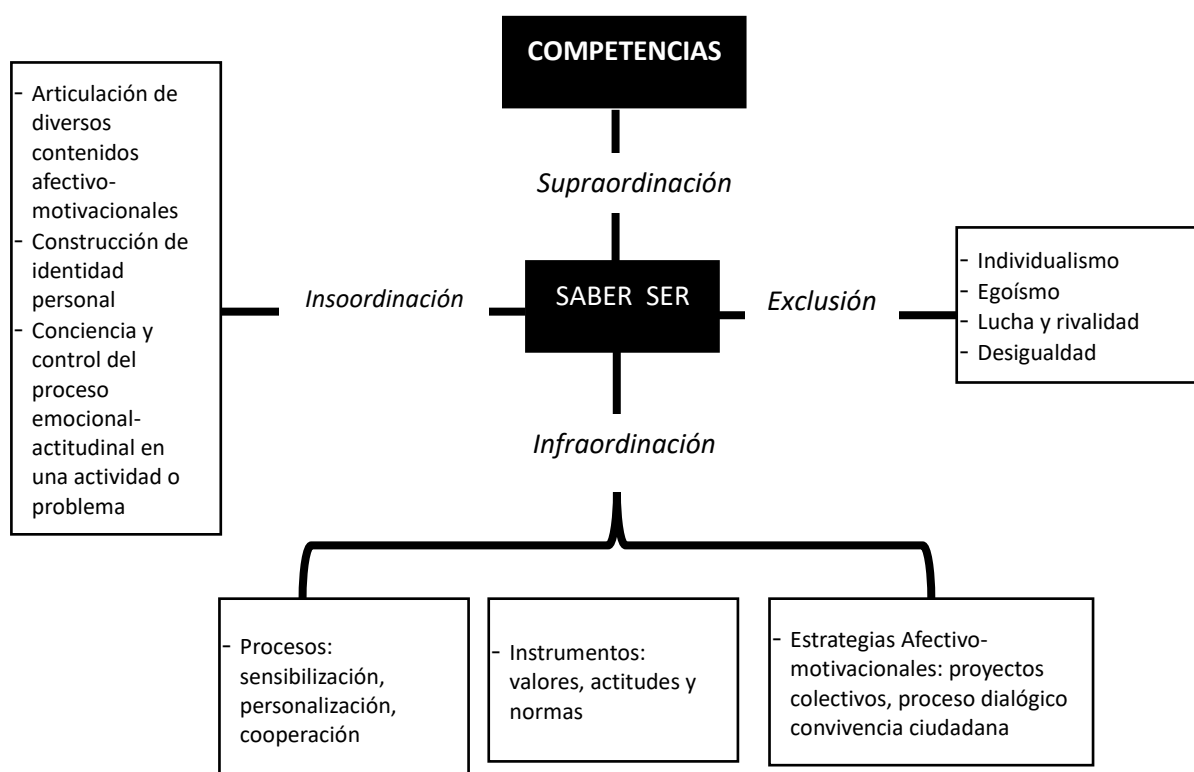 COMPETENCIAS
- Articulación de
diversos
contenidos
afectivo-
motivacionales
- Construcción de
identidad
personal
- Conciencia y
control del
proceso
emocional-
actitudinal en
una actividad o
problema
Supraordinación
Insoordinación
SABER SER
Exclusión
- Individualismo
- Egoísmo
- Lucha y rivalidad
- Desigualdad
Infraordinación
- Procesos:
sensibilización,
personalización,
cooperación
- Instrumentos:
valores, actitudes y
normas
- Estrategias Afectivo-
motivacionales: proyectos
colectivos, proceso dialógico
convivencia ciudadana